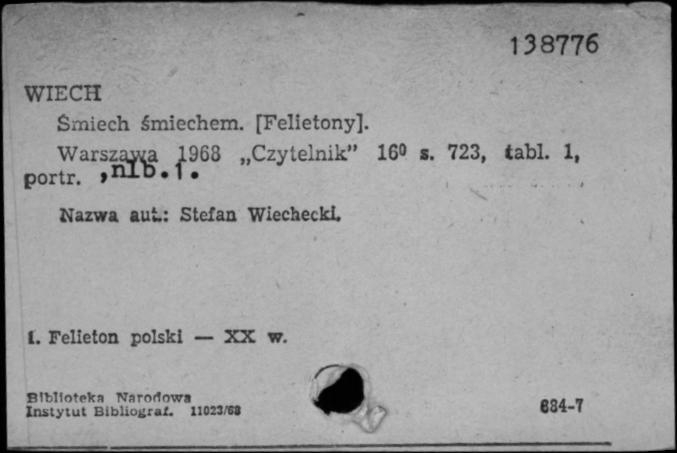 138776
WIECH
Śmiech śmiechem. [Felietony].
Warszawa 1968 „Czytelnik” 16⁰ s. 723, tabl. 1,
portr. ,nlb.1.
Nazwa aut.: Stefan Wiechecki.
1. Felieton polski — XX w.
Biblioteka Narodowa
Instytut Bibliograf. 11023/68
684-7